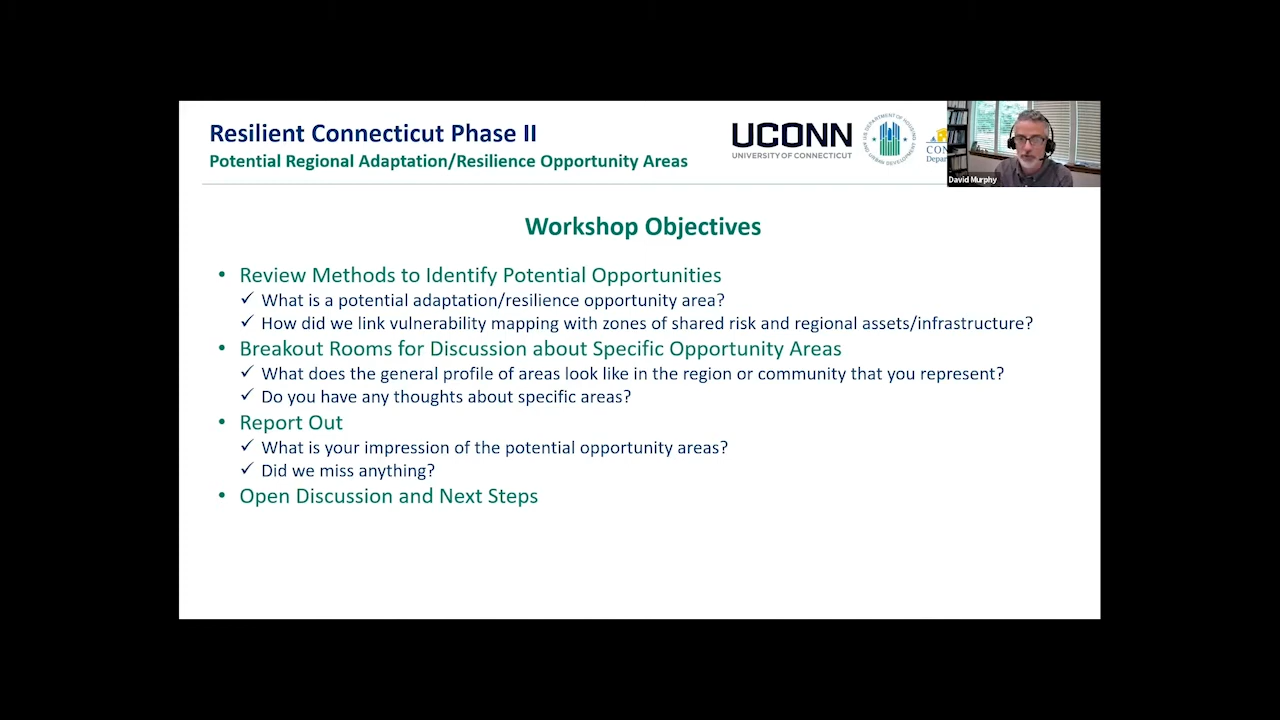 Resilient Connecticut Phase II
Potential Regional Adaptation/Resilience Opportunity Areas
UCONN
UNIVERSITY OF CONNECTICUT
David Murphy
Workshop Objectives
• Review Methods to Identify Potential Opportunities
✓ What is a potential adaptation/resilience opportunity area?
✓ How did we link vulnerability mapping with zones of shared risk and regional assets/infrastructure?
• Breakout Rooms for Discussion about Specific Opportunity Areas
✓ What does the general profile of areas look like in the region or community that you represent?
✓ Do you have any thoughts about specific areas?
• Report Out
✓ What is your impression of the potential opportunity areas?
✓ Did we miss anything?
• Open Discussion and Next Steps